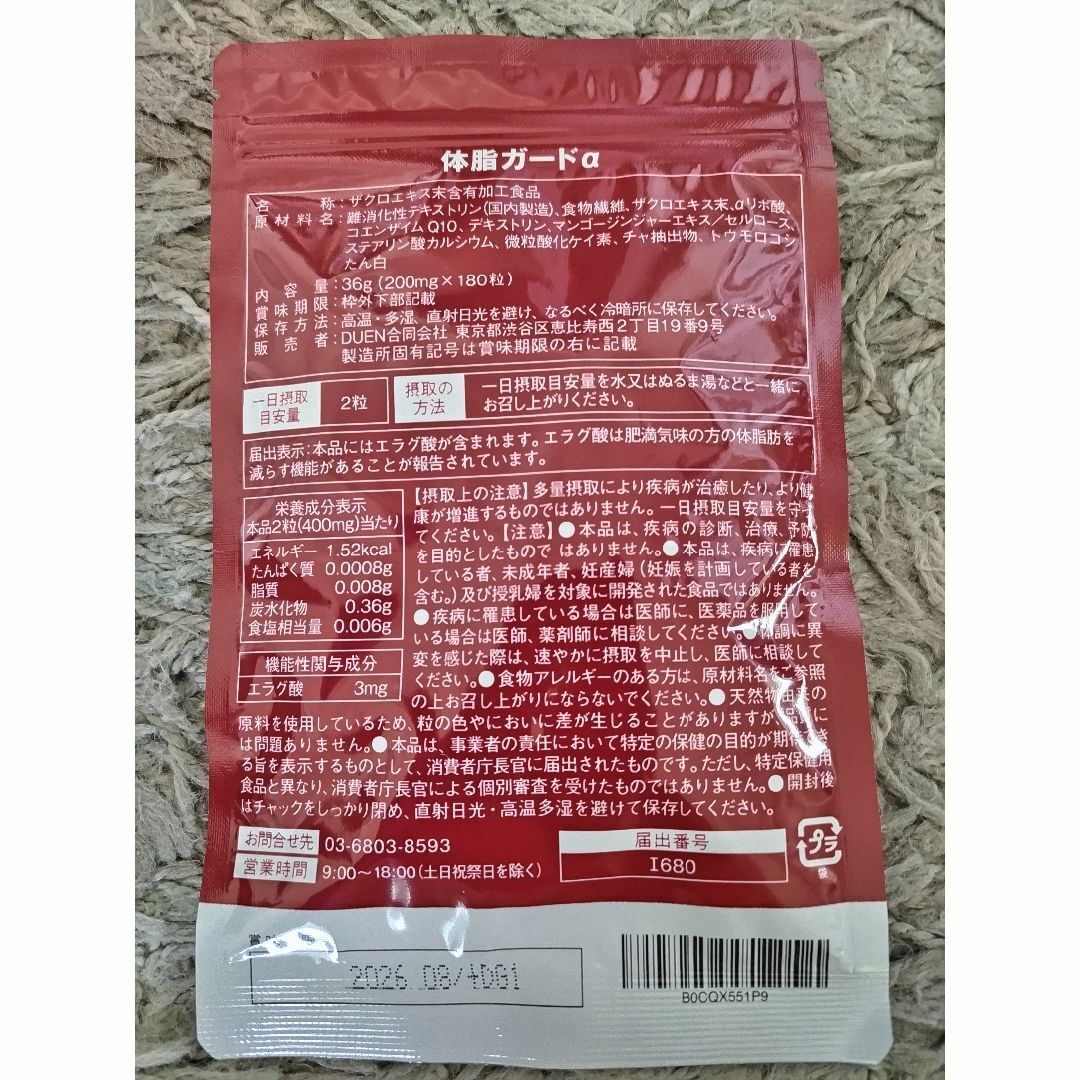 体脂ガードα
名称:ザクロエキス末含有加工食品
原材料名:難消化性デキストリン(国内製造)、食物繊維、ザクロエキス末、αリポ酸、
コエンザイムQ10、デキストリン、マンゴージンジャーエキス/セルロース、
ステアリン酸カルシウム、微粒酸化ケイ素、チャ抽出物、トウモロコシ
たん白
内容量:36g(200mg×180粒)
賞味期限:枠外下部記載
保存方法:高温・多湿、直射日光を避け、なるべく冷暗所に保存してください。
販売者:DUEN合同会社 東京都渋谷区恵比寿西2丁目19番9号
製造所固有記号は賞味期限の右に記載
一日摂取目安量
2粒
摂取の方法
一日摂取目安量を水又はぬるま湯などと一緒に
お召し上がりください。
届出表示:本品にはエラグ酸が含まれます。エラグ酸は肥満気味の方の体脂肪を
減らす機能があることが報告されています。
栄養成分表示
本品2粒(400mg)当たり
エネルギー 1.52kcal
たんぱく質 0.0008g
脂質 0.008g
炭水化物 0.36g
食塩相当量 0.006g
機能性関与成分
エラグ酸 3mg
【摂取上の注意】多量摂取により疾病が治癒したり、より健
康が増進するものではありません。一日摂取目安量を守っ
てください。【注意】●本品は、疾病の診断、治療、予防
を目的としたものではありません。●本品は、疾病に罹患
している者、未成年者、妊産婦(妊娠を計画している者を
含む。)及び授乳婦を対象に開発された食品ではありません。
●疾病に罹患している場合は医師に、医薬品を服用して
いる場合は医師、薬剤師に相談してください。●体調に異
変を感じた際は、速やかに摂取を中止し、医師に相談して
ください。●食物アレルギーのある方は、原材料名をご参照
の上お召し上がりにならないでください。●天然物由来の
原料を使用しているため、粒の色やにおいに差が生じることがありますが、品質に
は問題ありません。●本品は、事業者の責任において特定の保健の目的が期待でき
る旨を表示するものとして、消費者庁長官に届出されたものです。ただし、特定保健用
食品と異なり、消費者庁長官による個別審査を受けたものではありません。●開封後
はチャックをしっかり閉め、直射日光・高温多湿を避けて保存してください。
お問合せ先 03-6803-8593
営業時間 9:00~18:00(土日祝祭日を除く)
届出番号
I680
プラ
袋
2026.08/
B0CQX551P9